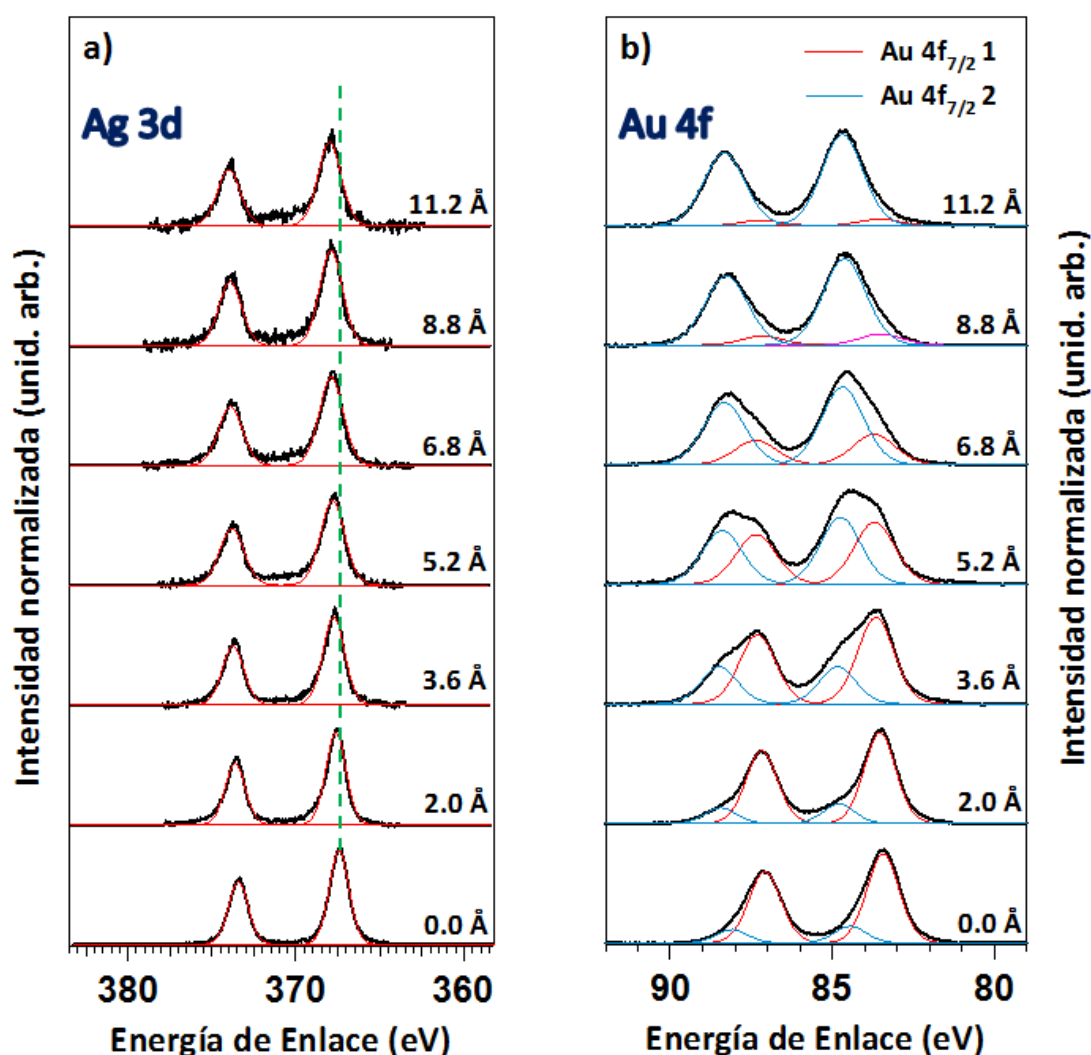 a)
Ag 3d
11.2 Å
8.8 Å
6.8 Å
5.2 Å
3.6 Å
2.0 Å
0.0 Å
380
370
360
Energía de Enlace (eV)
Intensidad normalizada (unid. arb.)
b)
Au 4f₇/₂ 1
Au 4f₇/₂ 2
Au 4f
11.2 Å
8.8 Å
6.8 Å
5.2 Å
3.6 Å
2.0 Å
0.0 Å
90
85
80
Energía de Enlace (eV)
Intensidad normalizada (unid. arb.)